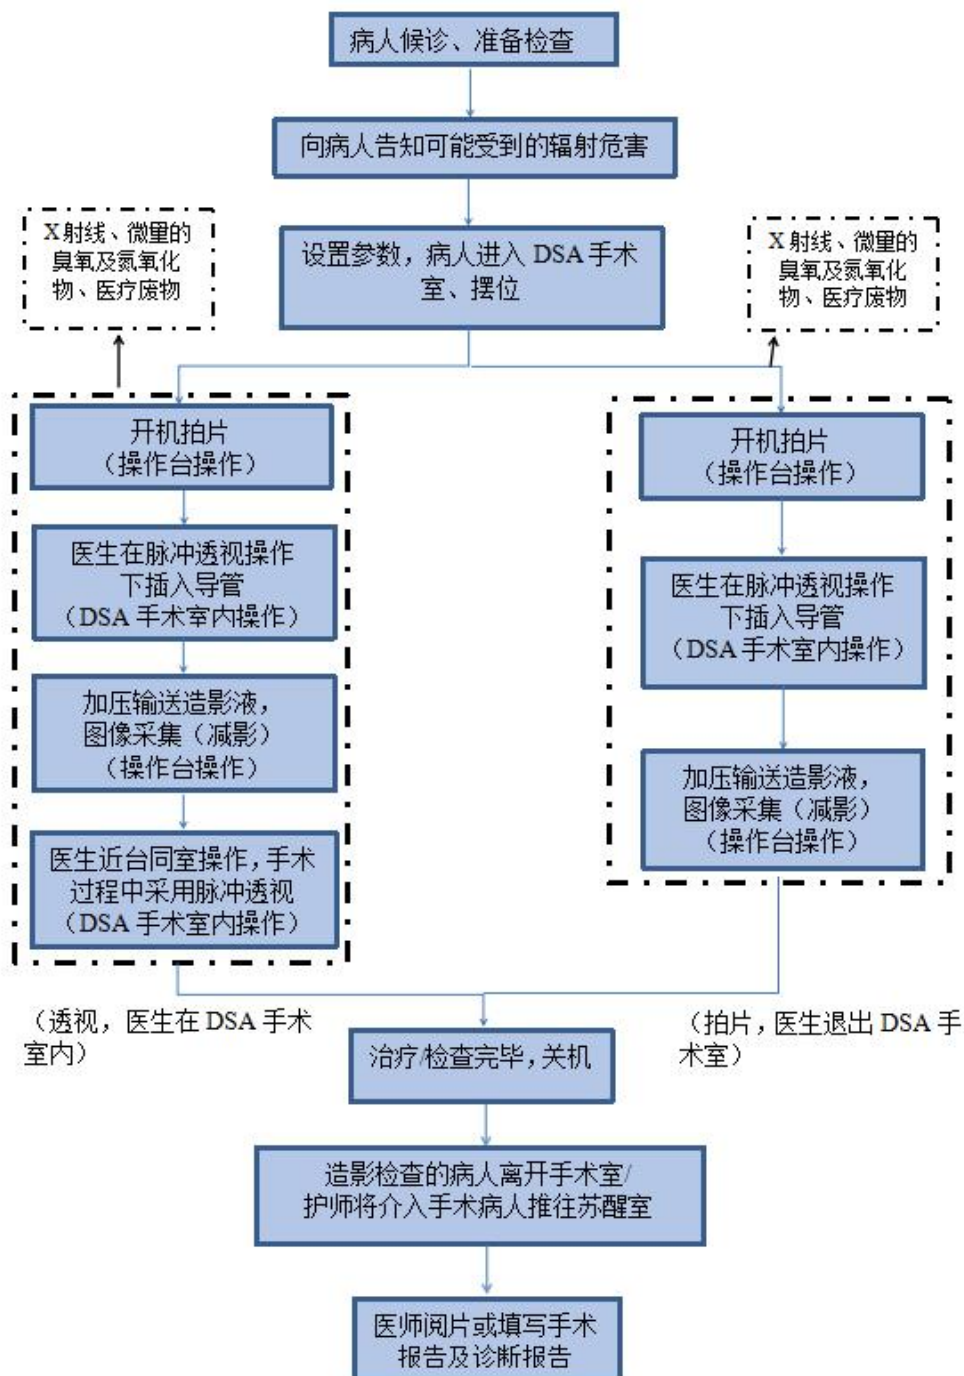 病人候诊、准备检查
向病人告知可能受到的辐射危害
X 射线、微量的
臭氧及氮氧化
物、医疗废物
设置参数，病人进入 DSA 手术
室、摆位
X 射线、微量的
臭氧及氮氧化
物、医疗废物
开机拍片
（操作台操作）
医生在脉冲透视操作
下插入导管
（DSA 手术室内操作）
加压输送造影液，
图像采集（减影）
（操作台操作）
医生近台同室操作，手术
过程中采用脉冲透视
（DSA 手术室内操作）
开机拍片
（操作台操作）
医生在脉冲透视操作
下插入导管
（DSA 手术室内操作）
加压输送造影液，
图像采集（减影）
（操作台操作）
（透视，医生在 DSA 手术
室内）
（拍片，医生退出 DSA 手
术室）
治疗/检查完毕，关机
造影检查的病人离开手术室/
护师将介入手术病人推往苏醒室
医师阅片或填写手术
报告及诊断报告